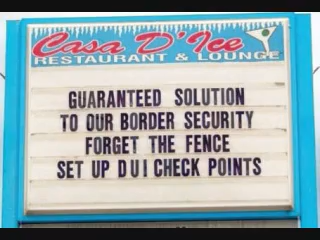 Casa D'Ice
RESTAURANT & LOUNGE
GUARANTEED SOLUTION
TO OUR BORDER SECURITY
FORGET THE FENCE
SET UP DUI CHECK POINTS